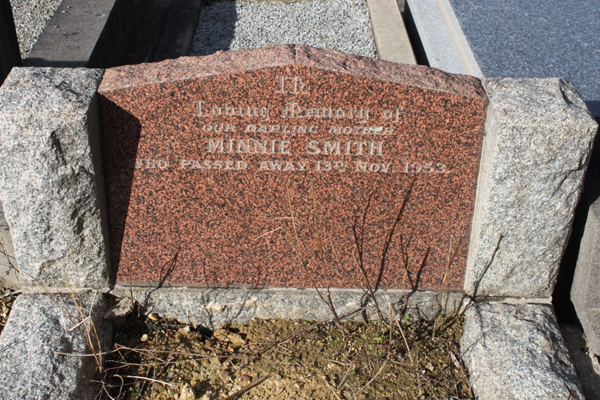 In
Loving Memory of
OUR DARLING MOTHER
MINNIE SMITH
WHO PASSED AWAY 13TH NOV. 1953.